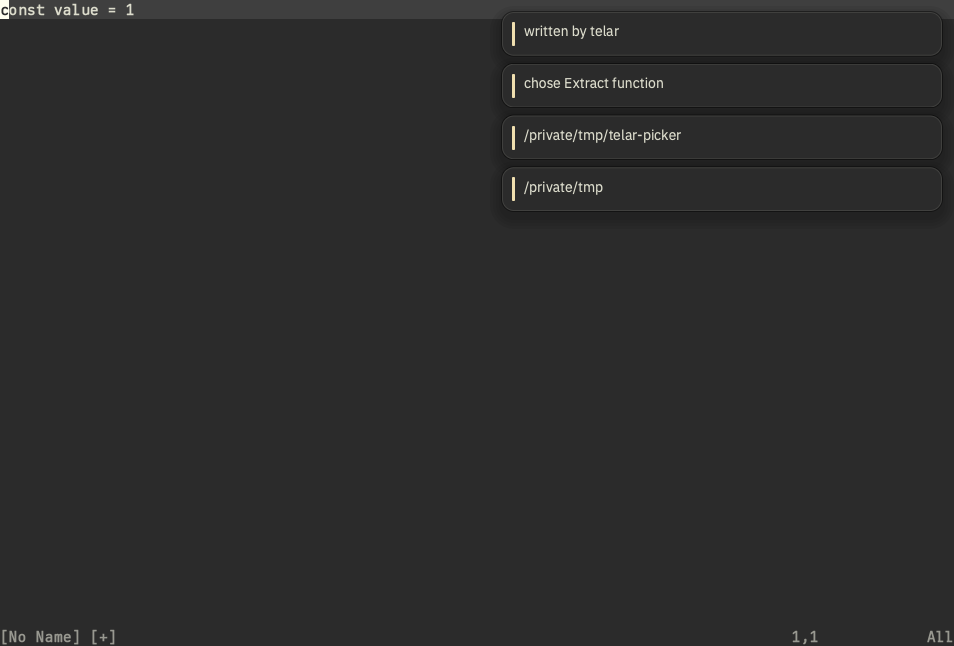 const value = 1
written by telar
chose Extract function
/private/tmp/telar-picker
/private/tmp
[No Name] [+] 1,1 All